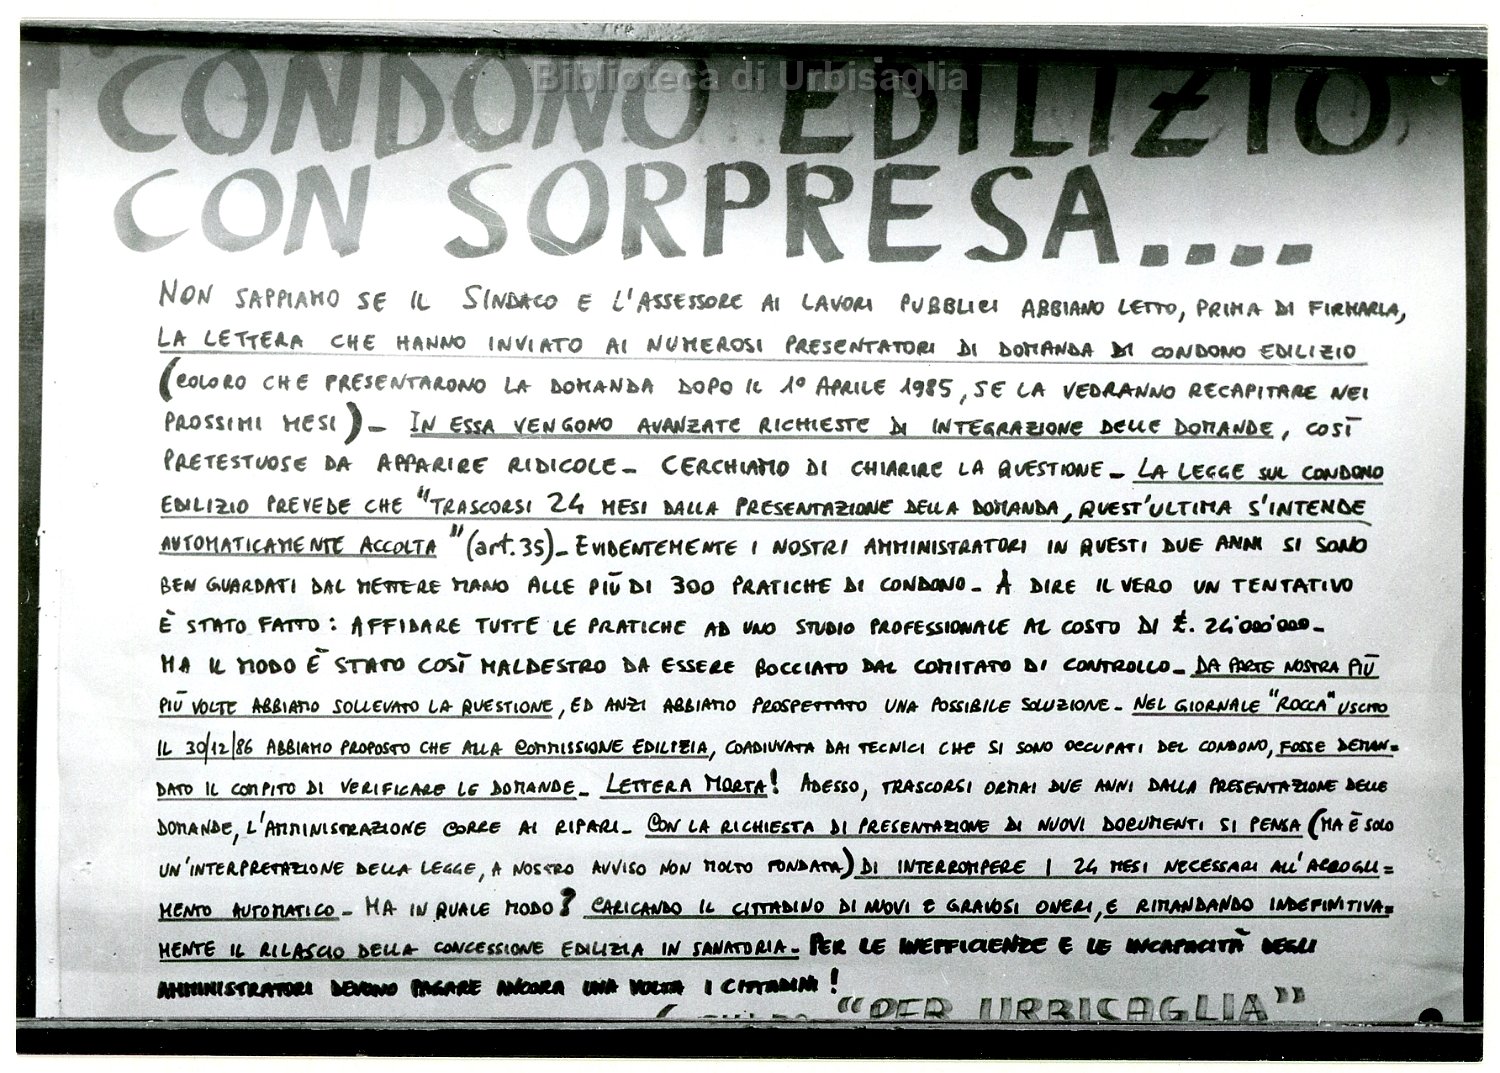 Biblioteca di Urbisaglia
CONDONO EDILIZIO
CON SORPRESA....
NON SAPPIAMO SE IL SINDACO E L'ASSESSORE AI LAVORI PUBBLICI ABBIANO LETTO, PRIMA DI FIRMARLA,
LA LETTERA CHE HANNO INVIATO AI NUMEROSI PRESENTATORI DI DOMANDA DI CONDONO EDILIZIO
(COLORO CHE PRESENTARONO LA DOMANDA DOPO IL 1° APRILE 1985, SE LA VEDRANNO RECAPITARE NEI
PROSSIMI MESI)_ IN ESSA VENGONO AVANZATE RICHIESTE DI INTEGRAZIONE DELLE DOMANDE, COSÌ
PRETESTUOSE DA APPARIRE RIDICOLE_ CERCHIAMO DI CHIARIRE LA QUESTIONE_ LA LEGGE SUL CONDONO
EDILIZIO PREVEDE CHE "TRASCORSI 24 MESI DALLA PRESENTAZIONE DELLA DOMANDA, QUEST'ULTIMA S'INTENDE
AUTOMATICAMENTE ACCOLTA" (art. 35)_ EVIDENTEMENTE I NOSTRI AMMINISTRATORI IN QUESTI DUE ANNI SI SONO
BEN GUARDATI DAL METTERE MANO ALLE PIÙ DI 300 PRATICHE DI CONDONO_ A DIRE IL VERO UN TENTATIVO
È STATO FATTO: AFFIDARE TUTTE LE PRATICHE AD UNO STUDIO PROFESSIONALE AL COSTO DI £. 24'000'000_
MA IL MODO È STATO COSÌ MALDESTRO DA ESSERE BOCCIATO DAL COMITATO DI CONTROLLO_ DA PARTE NOSTRA PIÙ
PIÙ VOLTE ABBIAMO SOLLEVATO LA QUESTIONE, ED ANZI ABBIAMO PROSPETTATO UNA POSSIBILE SOLUZIONE_ NEL GIORNALE "ROCCA" USCITO
IL 30/12/86 ABBIAMO PROPOSTO CHE ALLA COMMISSIONE EDILIZIA, COADIUVATA DAI TECNICI CHE SI SONO OCCUPATI DEL CONDONO, FOSSE DEMAN=
DATO IL COMPITO DI VERIFICARE LE DOMANDE_ LETTERA MORTA! ADESSO, TRASCORSI ORMAI DUE ANNI DALLA PRESENTAZIONE DELLE
DOMANDE, L'AMMINISTRAZIONE CORRE AI RIPARI_ CON LA RICHIESTA DI PRESENTAZIONE DI NUOVI DOCUMENTI SI PENSA (MA È SOLO
UN'INTERPRETAZIONE DELLA LEGGE, A NOSTRO AVVISO NON MOLTO FONDATA) DI INTERROMPERE I 24 MESI NECESSARI ALL'ACCOGLI=
MENTO AUTOMATICO_ MA IN QUALE MODO? CARICANDO IL CITTADINO DI NUOVI E GRAVOSI ONERI, E RIMANDANDO INDEFINITIVA=
MENTE IL RILASCIO DELLA CONCESSIONE EDILIZIA IN SANATORIA_ PER LE INEFFICIENZE E LE INCAPACITÀ DEGLI
AMMINISTRATORI DEVONO PAGARE ANCORA UNA VOLTA I CITTADINI!
"PER URBISAGLIA"